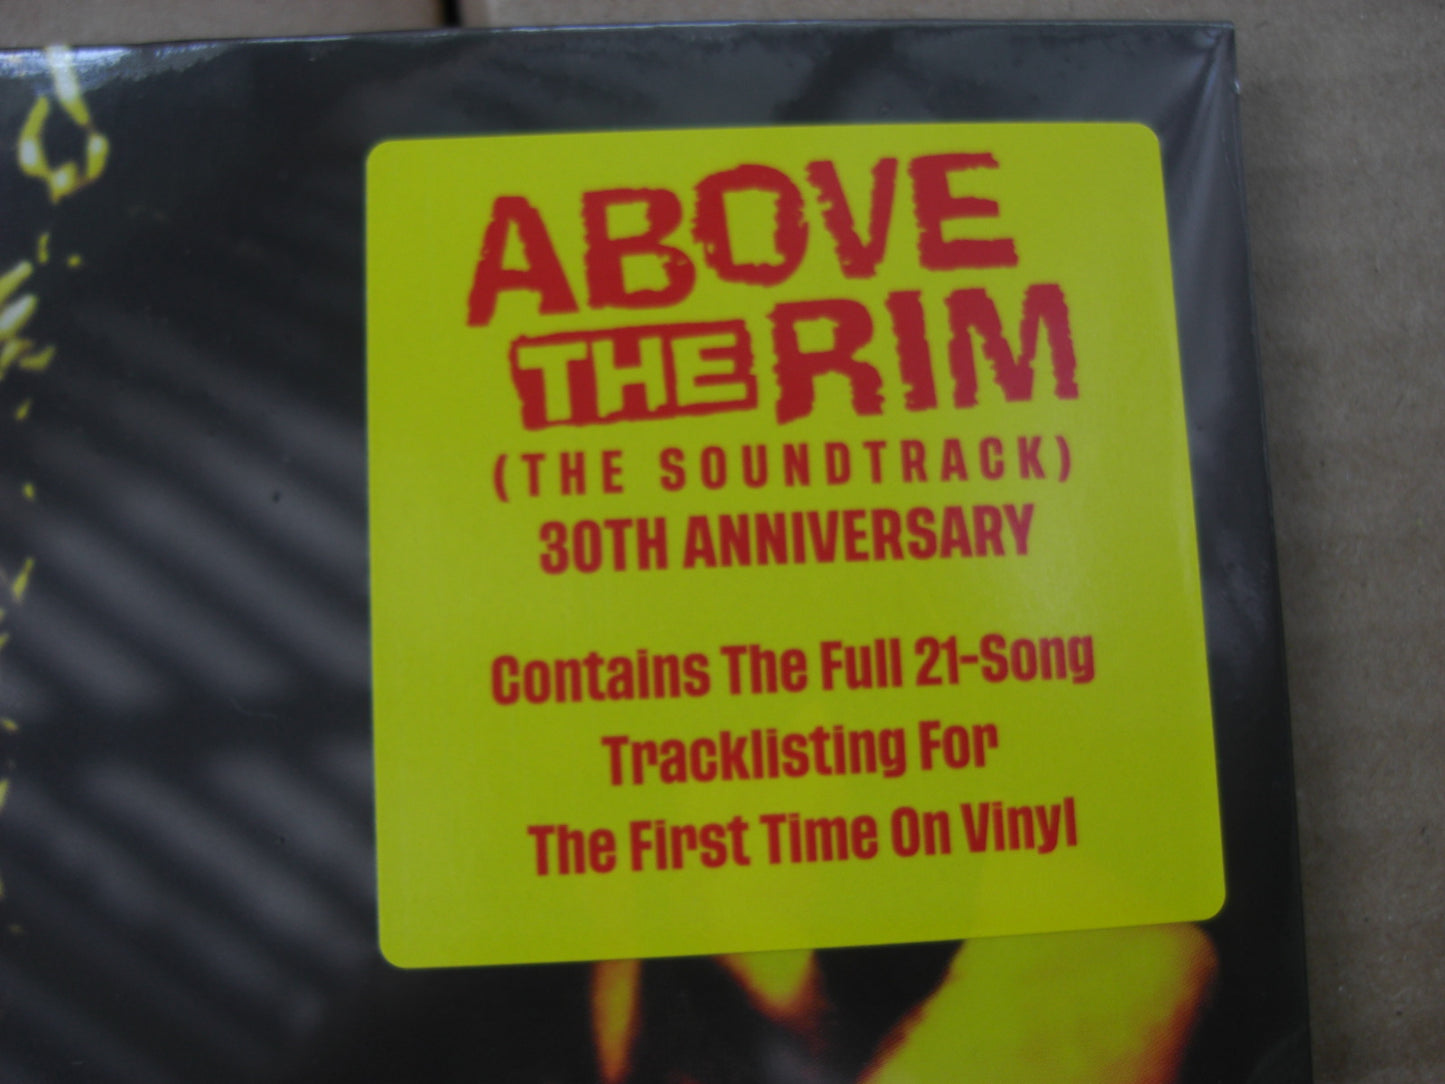 ABOVE
THE RIM
(THE SOUNDTRACK)
30TH ANNIVERSARY
Contains The Full 21-Song
Tracklisting For
The First Time On Vinyl